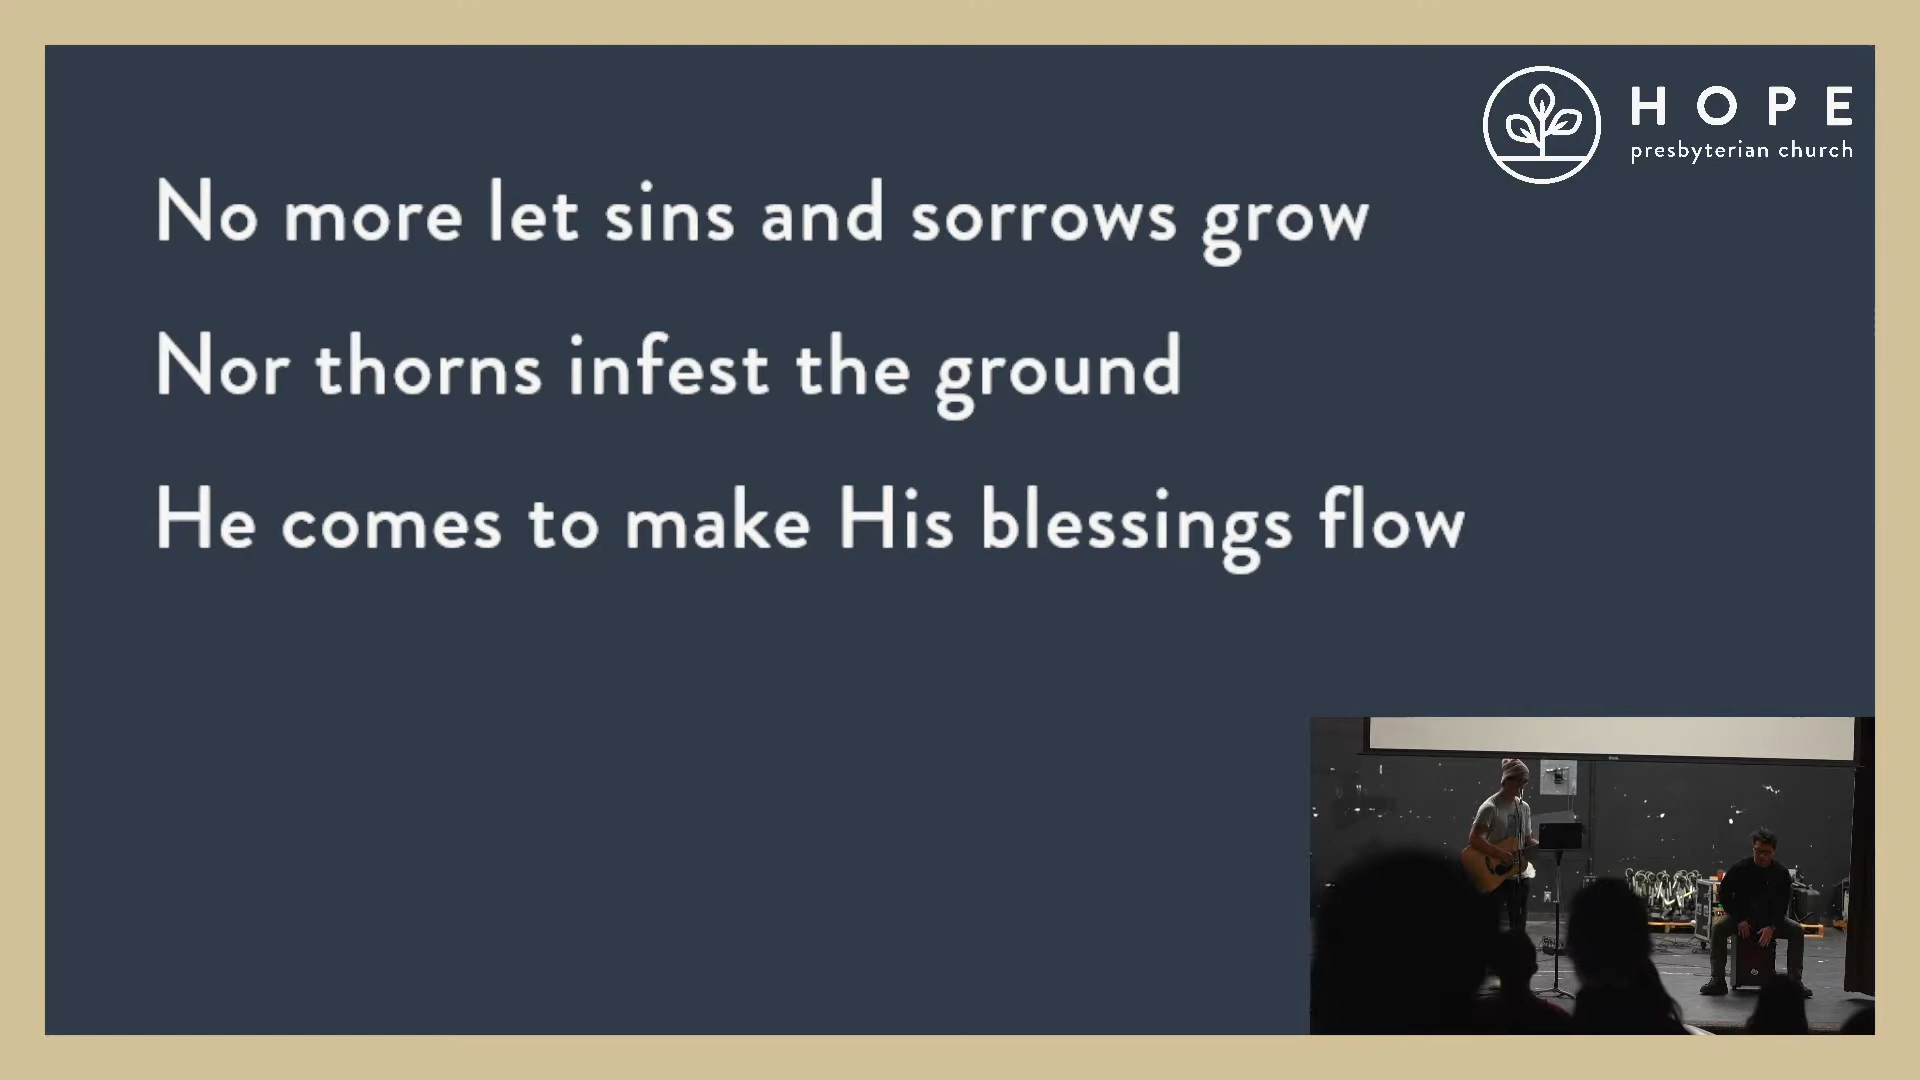 HOPE
presbyterian church
No more let sins and sorrows grow
Nor thorns infest the ground
He comes to make His blessings flow